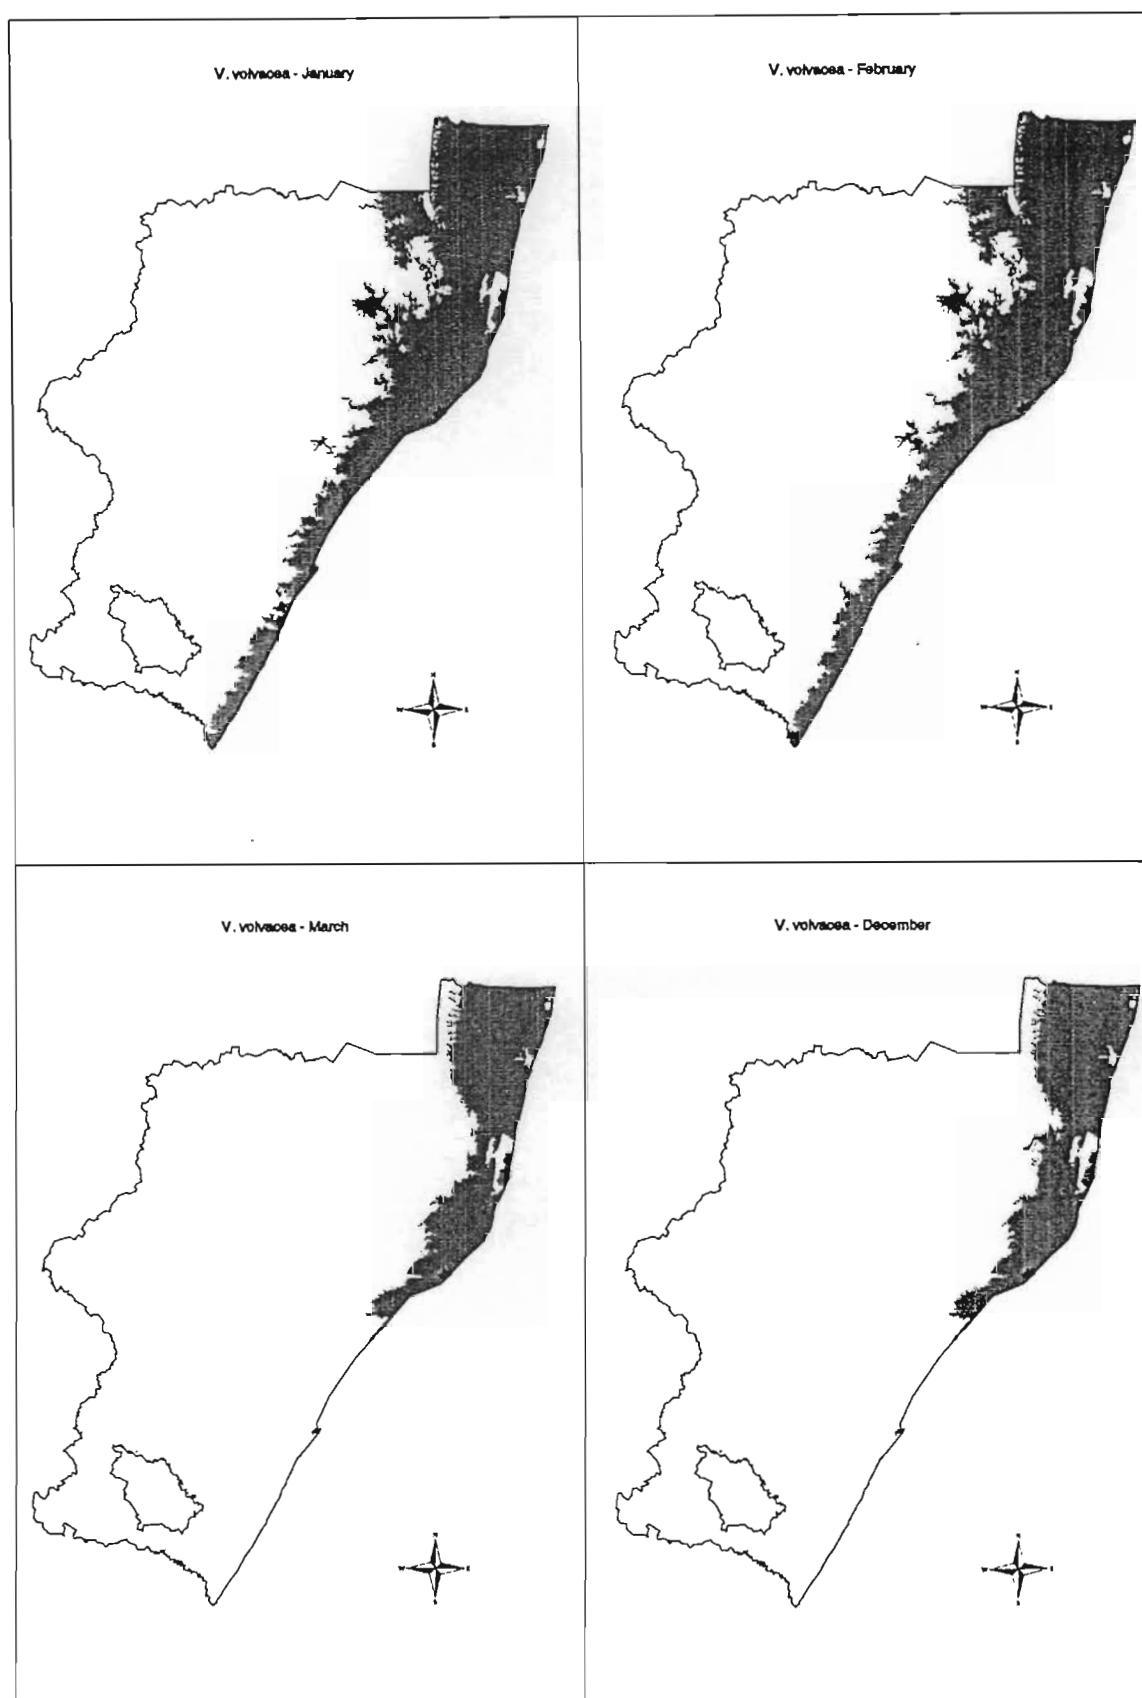 V. volvacea - January
V. volvacea - February
N
W E
S
N
W E
S
V. volvacea - March
V. volvacea - December
N
W E
S
N
W E
S